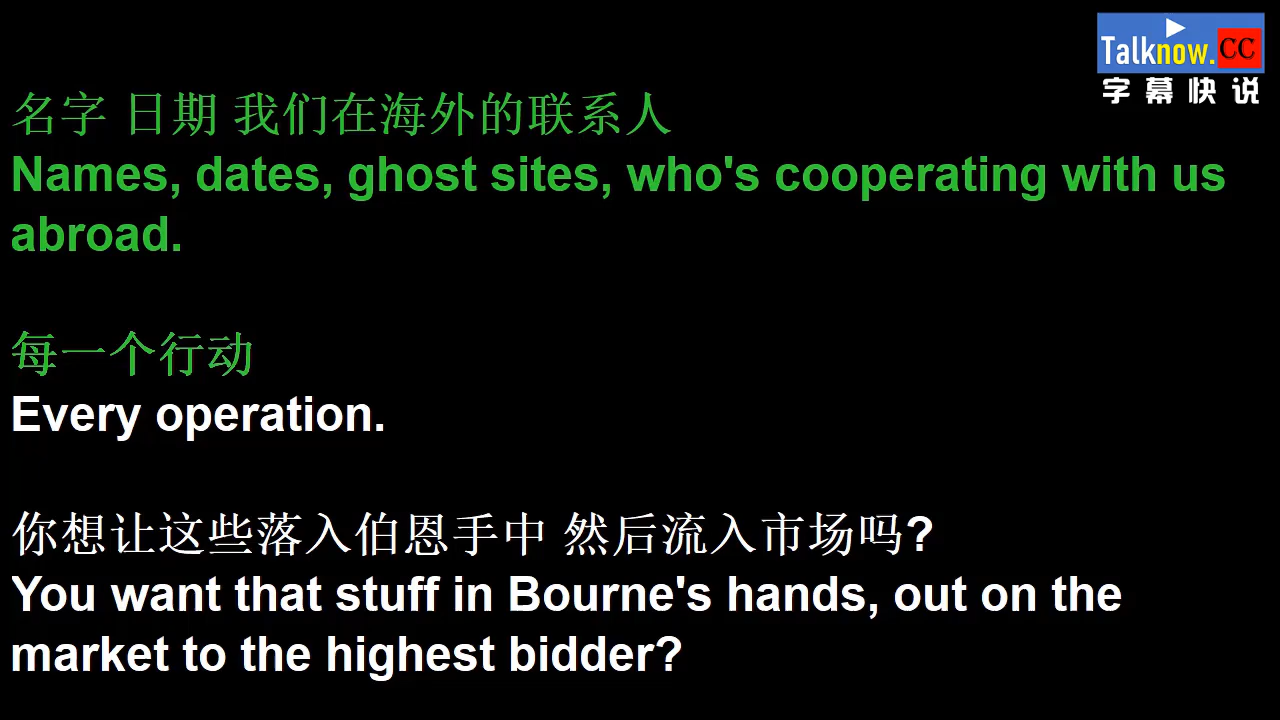 Talknow.CC
字幕快说
名字 日期 我们在海外的联系人
Names, dates, ghost sites, who's cooperating with us
abroad.
每一个行动
Every operation.
你想让这些落入伯恩手中 然后流入市场吗?
You want that stuff in Bourne's hands, out on the
market to the highest bidder?